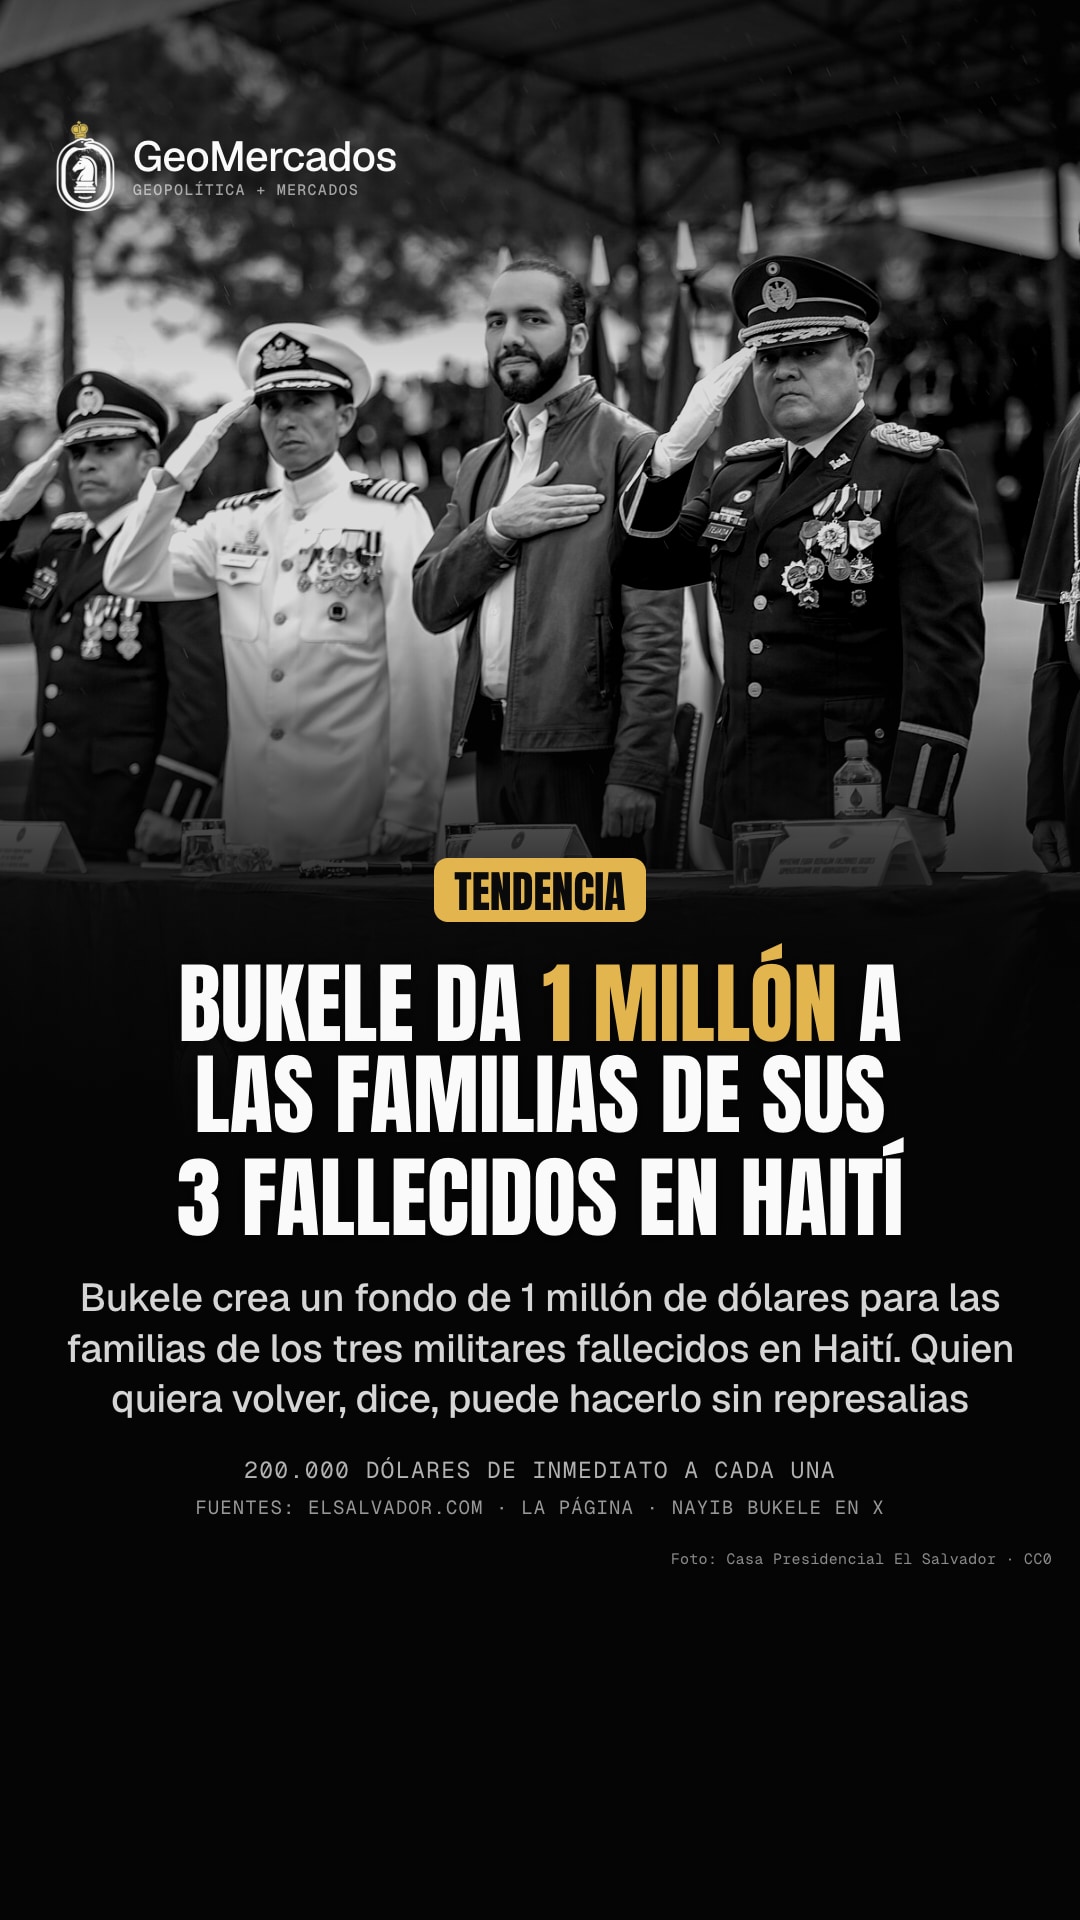 GeoMercados
GEOPOLÍTICA + MERCADOS
TEJADA
TENDENCIA
BUKELE DA 1 MILLÓN A
LAS FAMILIAS DE SUS
3 FALLECIDOS EN HAITÍ
Bukele crea un fondo de 1 millón de dólares para las
familias de los tres militares fallecidos en Haití. Quien
quiera volver, dice, puede hacerlo sin represalias
200.000 DÓLARES DE INMEDIATO A CADA UNA
FUENTES: ELSALVADOR.COM · LA PÁGINA · NAYIB BUKELE EN X
Foto: Casa Presidencial El Salvador · CC0